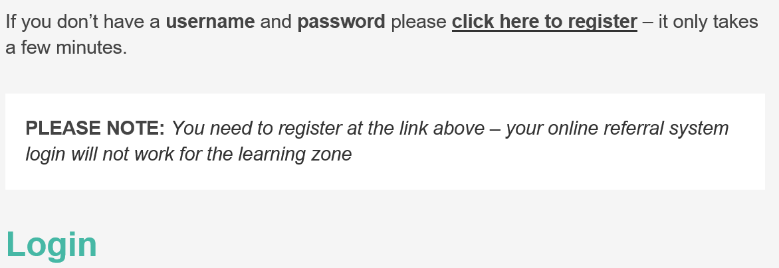 If you don’t have a username and password please click here to register – it only takes
a few minutes.
PLEASE NOTE: You need to register at the link above – your online referral system
login will not work for the learning zone
Login